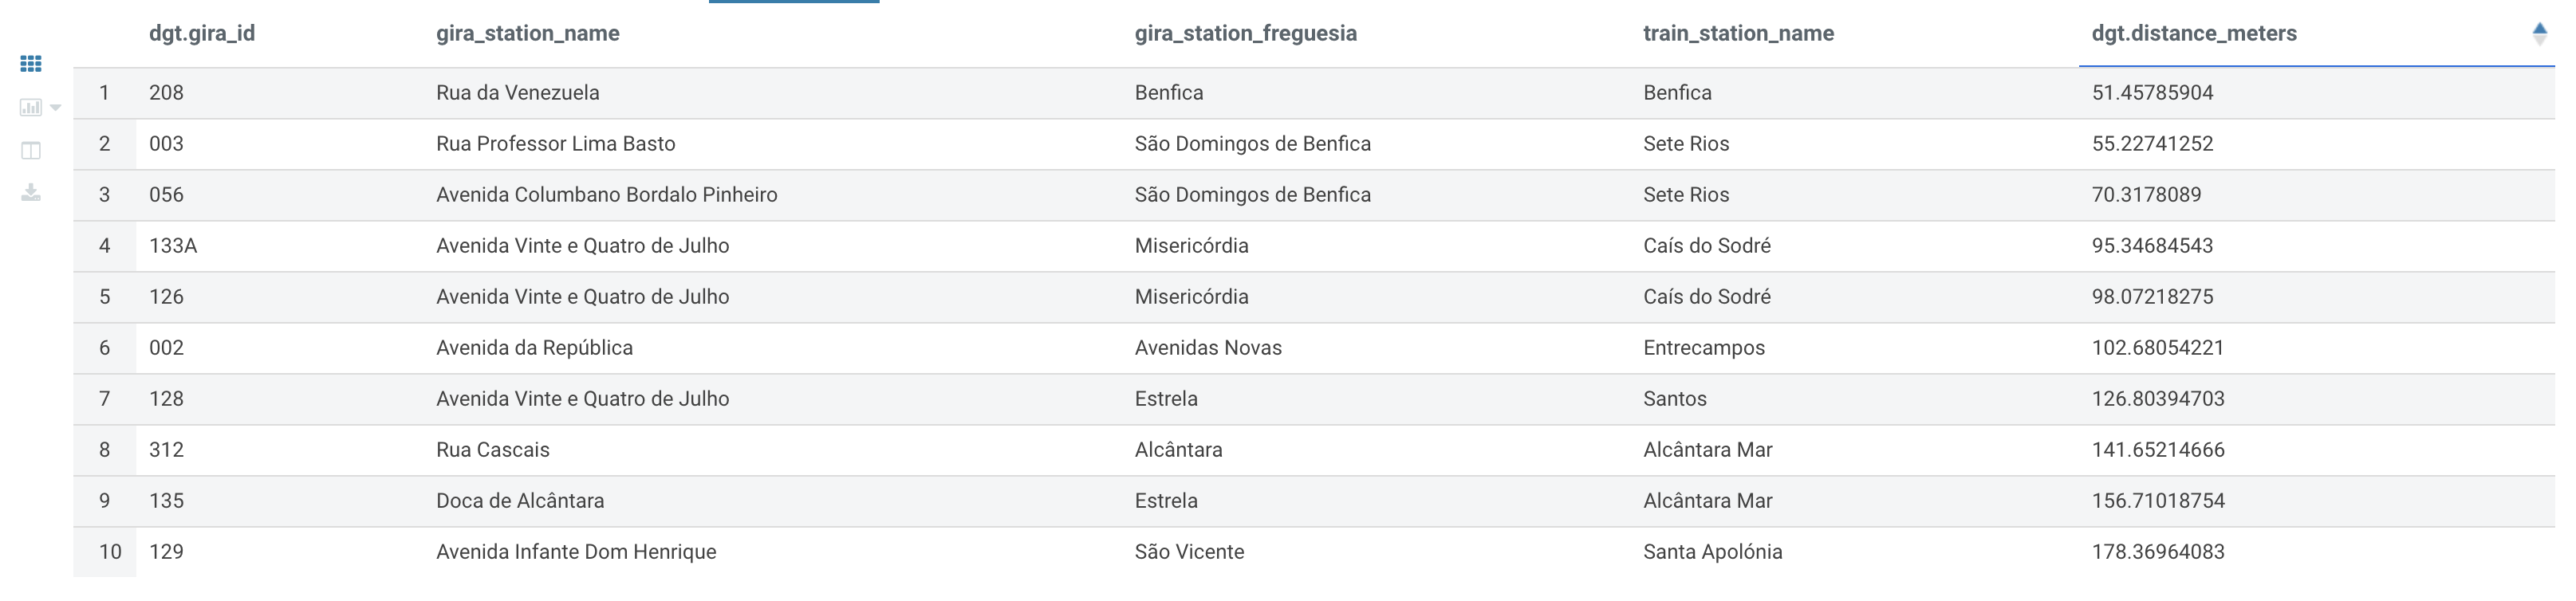 dgt.gira_id gira_station_name gira_station_freguesia train_station_name dgt.distance_meters
1 208 Rua da Venezuela Benfica Benfica 51.45785904
2 003 Rua Professor Lima Basto São Domingos de Benfica Sete Rios 55.22741252
3 056 Avenida Columbano Bordalo Pinheiro São Domingos de Benfica Sete Rios 70.3178089
4 133A Avenida Vinte e Quatro de Julho Misericórdia Caís do Sodré 95.34684543
5 126 Avenida Vinte e Quatro de Julho Misericórdia Caís do Sodré 98.07218275
6 002 Avenida da República Avenidas Novas Entrecampos 102.68054221
7 128 Avenida Vinte e Quatro de Julho Estrela Santos 126.80394703
8 312 Rua Cascais Alcântara Alcântara Mar 141.65214666
9 135 Doca de Alcântara Estrela Alcântara Mar 156.71018754
10 129 Avenida Infante Dom Henrique São Vicente Santa Apolónia 178.36964083